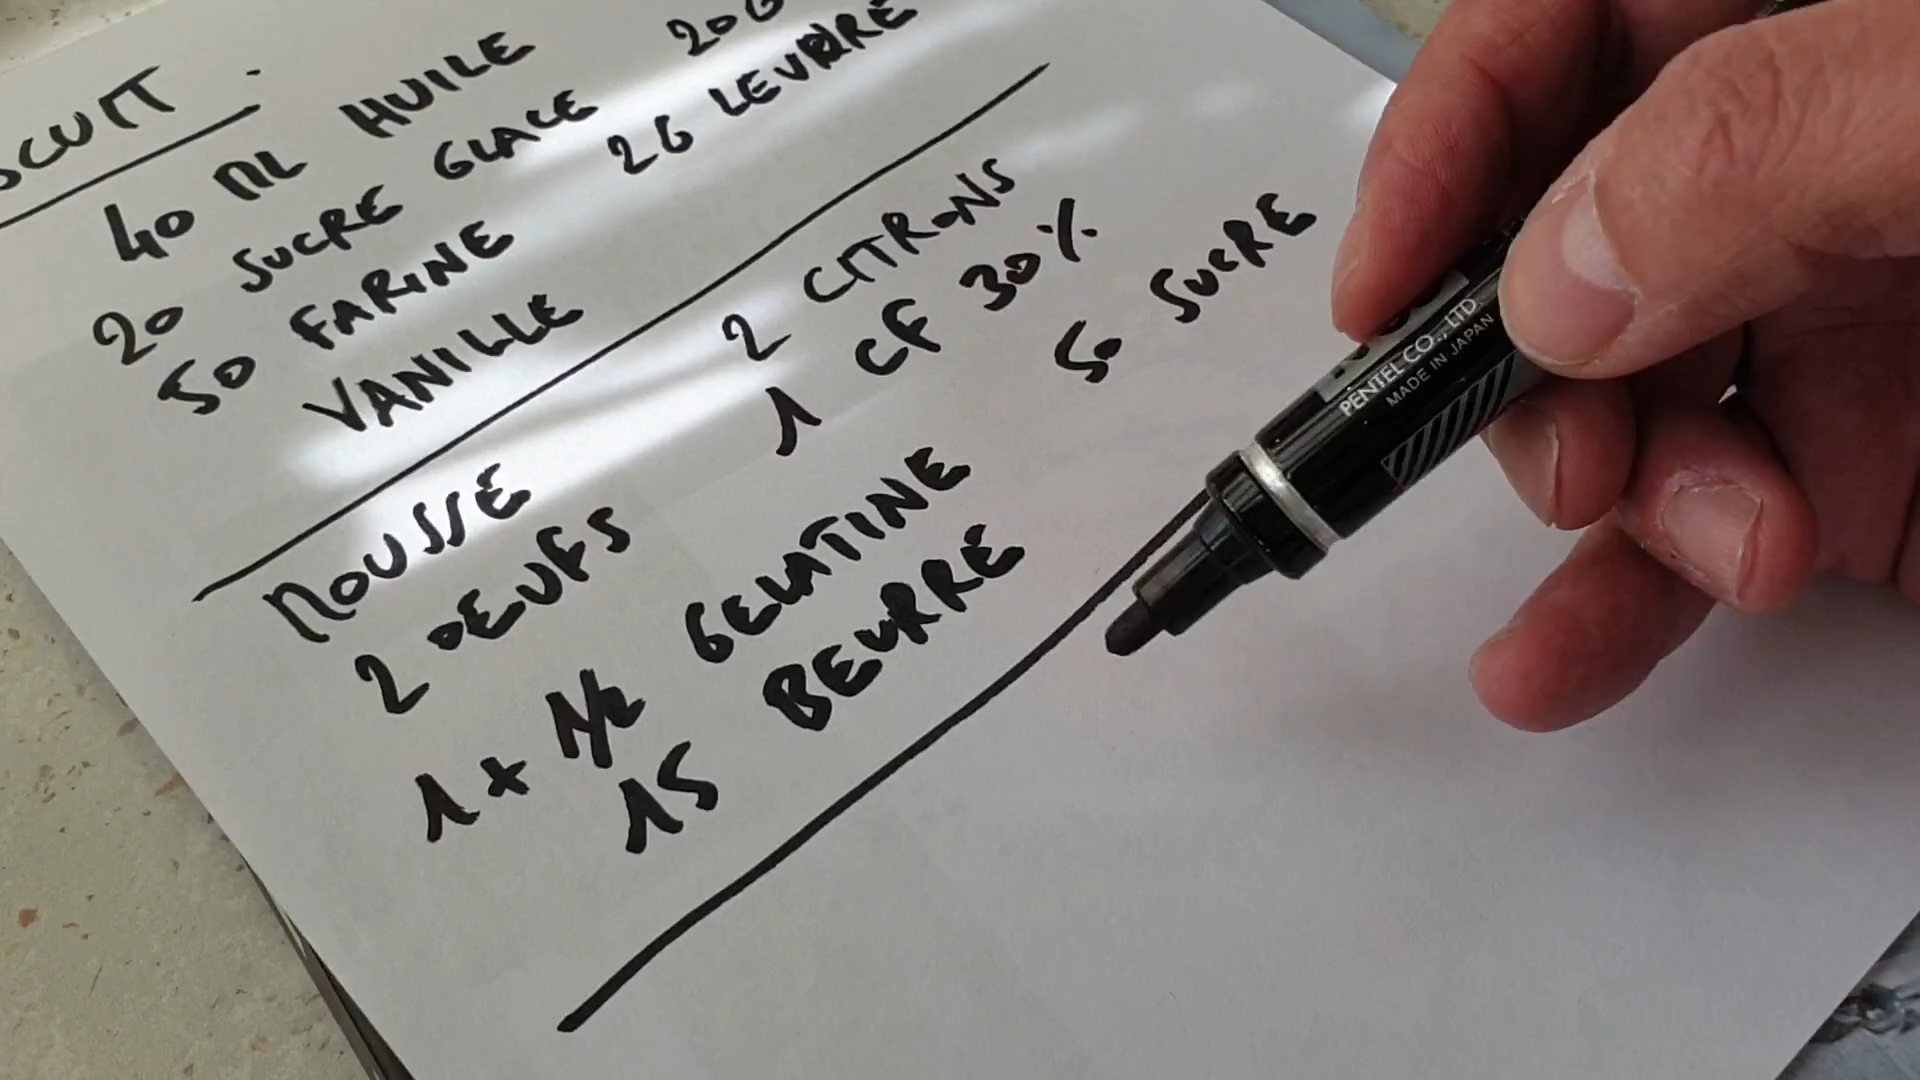 SCUIT :
40 ML HUILE 20G
20 SUCRE GLACE 2G LEVURE
50 FARINE
VANILLE
MOUSSE 2 CITRONS
2 OEUFS 1 CF 30%
1 + 1/2 GELATINE 50 SUCRE
15 BEURRE
PENTEL CO., LTD.
MADE IN JAPAN